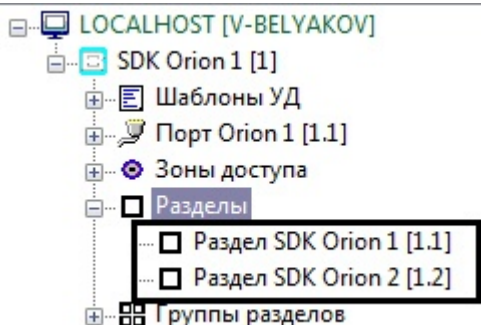 LOCALHOST [V-BELYAKOV]
SDK Orion 1 [1]
Шаблоны УД
Порт Orion 1 [1.1]
Зоны доступа
Разделы
Раздел SDK Orion 1 [1.1]
Раздел SDK Orion 2 [1.2]
Группы разделов